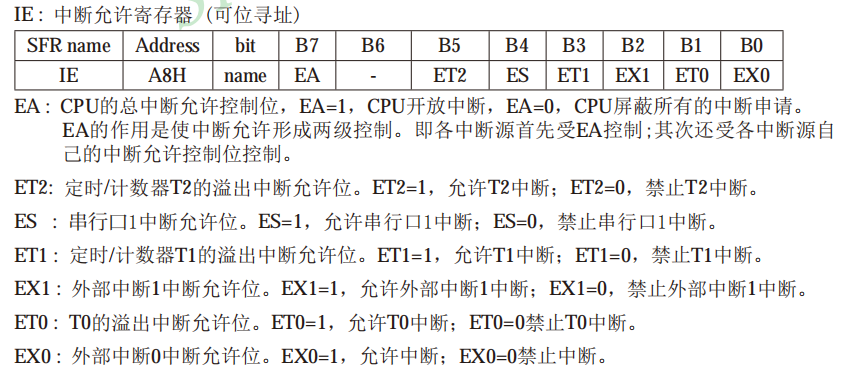 IE: 中断允许寄存器 (可位寻址)
SFR name Address bit B7 B6 B5 B4 B3 B2 B1 B0
IE A8H name EA - ET2 ES ET1 EX1 ET0 EX0
EA: CPU的总中断允许控制位，EA=1，CPU开放中断，EA=0，CPU屏蔽所有的中断申请。
EA的作用是使中断允许形成两级控制。即各中断源首先受EA控制;其次还受各中断源自
己的中断允许控制位控制。
ET2: 定时/计数器T2的溢出中断允许位。ET2=1，允许T2中断；ET2=0，禁止T2中断。
ES : 串行口1中断允许位。ES=1，允许串行口1中断；ES=0，禁止串行口1中断。
ET1: 定时/计数器T1的溢出中断允许位。ET1=1，允许T1中断；ET1=0，禁止T1中断。
EX1: 外部中断1中断允许位。EX1=1，允许外部中断1中断；EX1=0，禁止外部中断1中断。
ET0: T0的溢出中断允许位。ET0=1，允许T0中断；ET0=0禁止T0中断。
EX0: 外部中断0中断允许位。EX0=1，允许中断；EX0=0禁止中断。